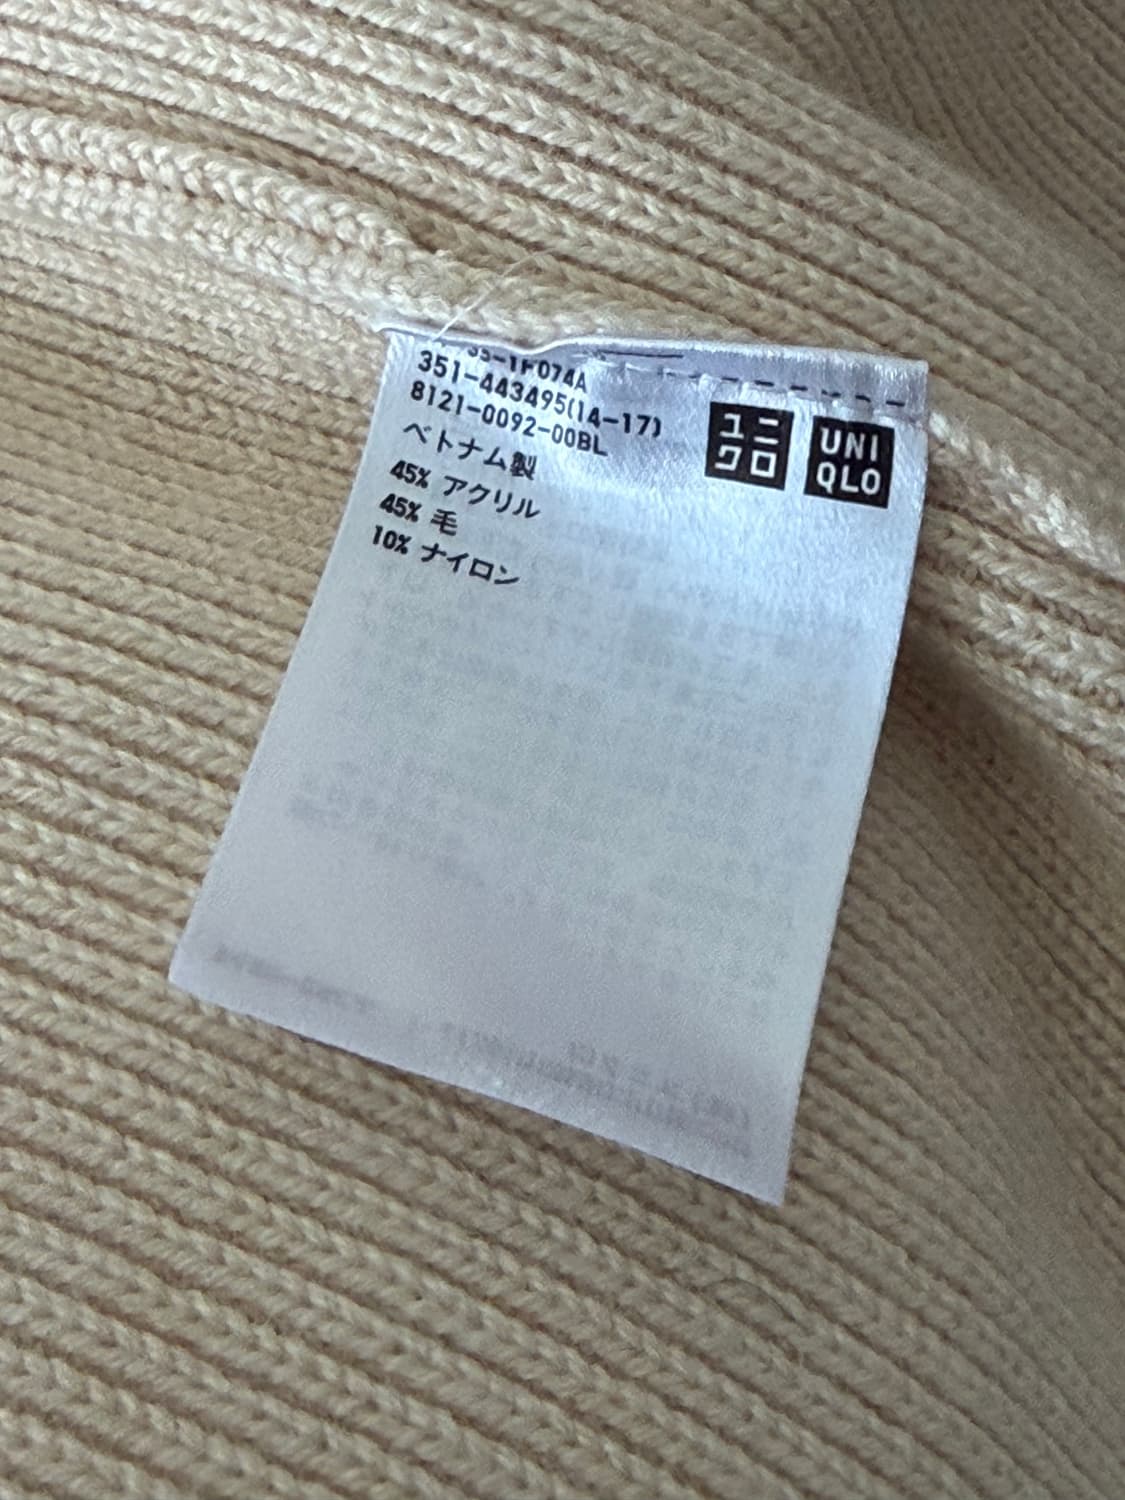 351-443495(14-17)
8121-0092-00BL
ベトナム製
45% アクリル
45% 毛
10% ナイロン
ユニ
クロ
UNI
QLO